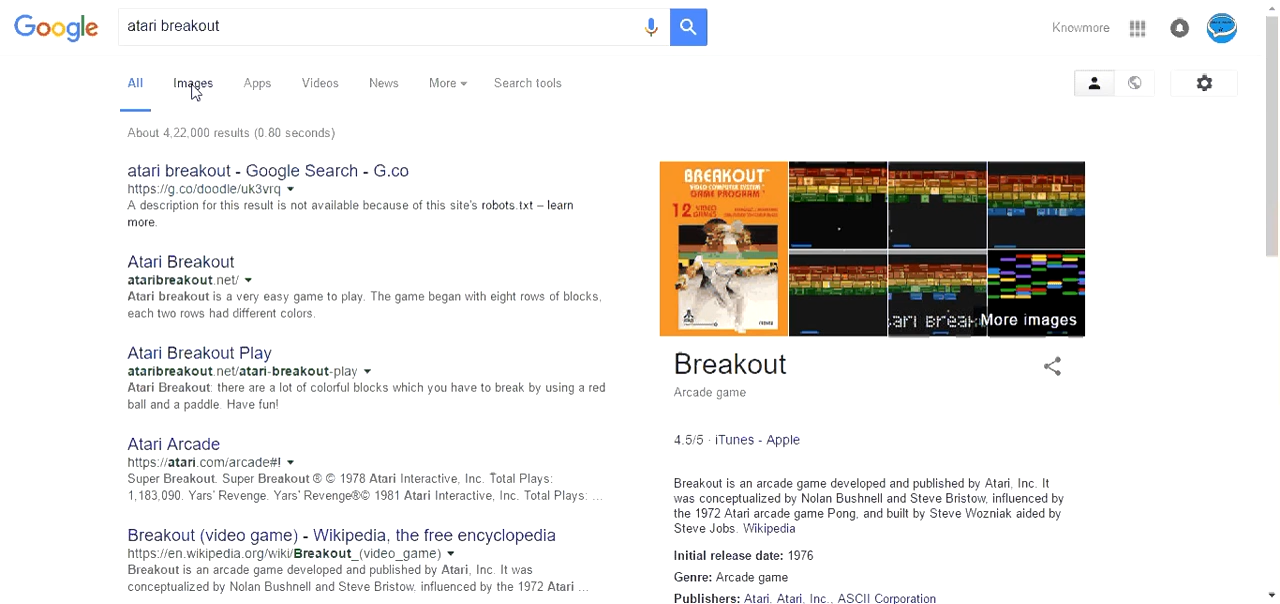 Google
atari breakout
Knowmore
All
Images
Apps
Videos
News
More
Search tools
About 4,22,000 results (0.80 seconds)
atari breakout - Google Search - G.co
https://g.co/doodle/uk3vrq
A description for this result is not available because of this site's robots.txt – learn
more.
Atari Breakout
ataribreakout.net/
Atari breakout is a very easy game to play. The game began with eight rows of blocks,
each two rows had different colors.
Atari Breakout Play
ataribreakout.net/atari-breakout-play
Atari Breakout: there are a lot of colorful blocks which you have to break by using a red
ball and a paddle. Have fun!
Atari Arcade
https://atari.com/arcade#!
Super Breakout. Super Breakout ® © 1978 Atari Interactive, Inc. Total Plays:
1,183,090. Yars' Revenge. Yars' Revenge®© 1981 Atari Interactive, Inc. Total Plays: ...
Breakout (video game) - Wikipedia, the free encyclopedia
https://en.wikipedia.org/wiki/Breakout_(video_game)
Breakout is an arcade game developed and published by Atari, Inc. It was
conceptualized by Nolan Bushnell and Steve Bristow, influenced by the 1972 Atari ...
BREAKOUT
VIDEO COMPUTER SYSTEM
GAME PROGRAM
12 VIDEO
GAMES
ATARI
More images
Breakout
Arcade game
4.5/5 · iTunes - Apple
Breakout is an arcade game developed and published by Atari, Inc. It
was conceptualized by Nolan Bushnell and Steve Bristow, influenced by
the 1972 Atari arcade game Pong, and built by Steve Wozniak aided by
Steve Jobs. Wikipedia
Initial release date: 1976
Genre: Arcade game
Publishers: Atari, Atari, Inc., ASCII Corporation